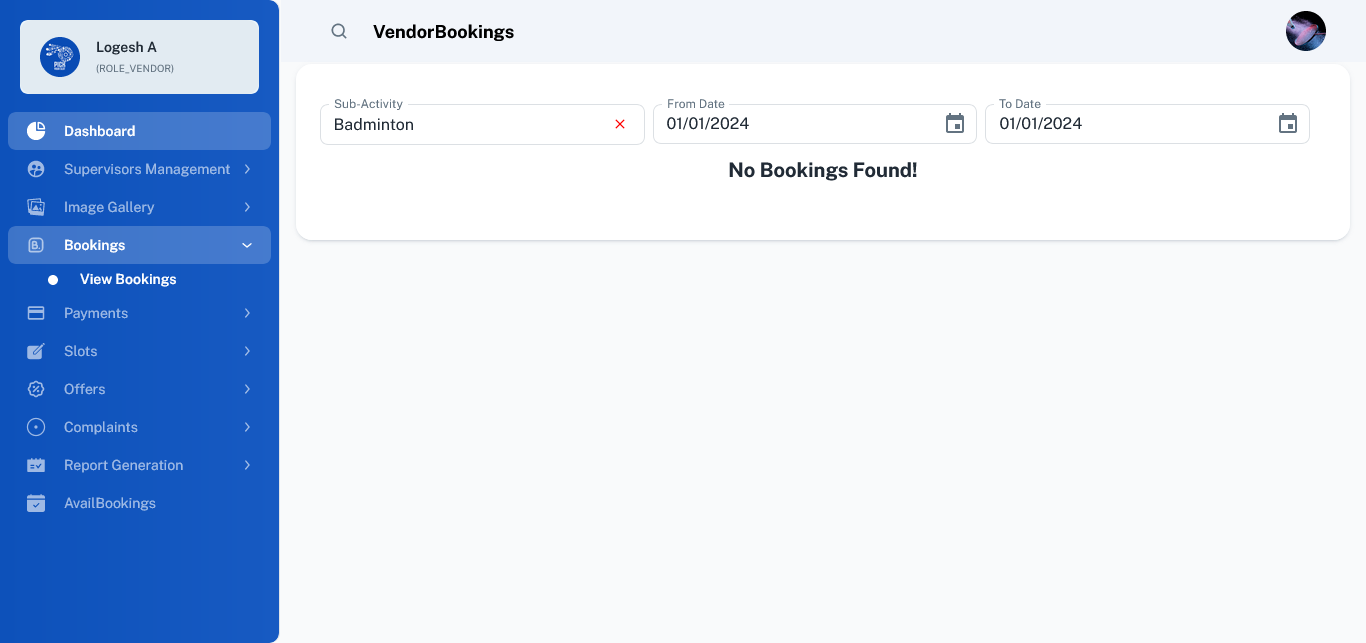 Logesh A
(ROLE_VENDOR)
Dashboard
Supervisors Management
Image Gallery
Bookings
View Bookings
Payments
Slots
Offers
Complaints
Report Generation
AvailBookings
VendorBookings
Sub-Activity
Badminton
From Date
01/01/2024
To Date
01/01/2024
No Bookings Found!